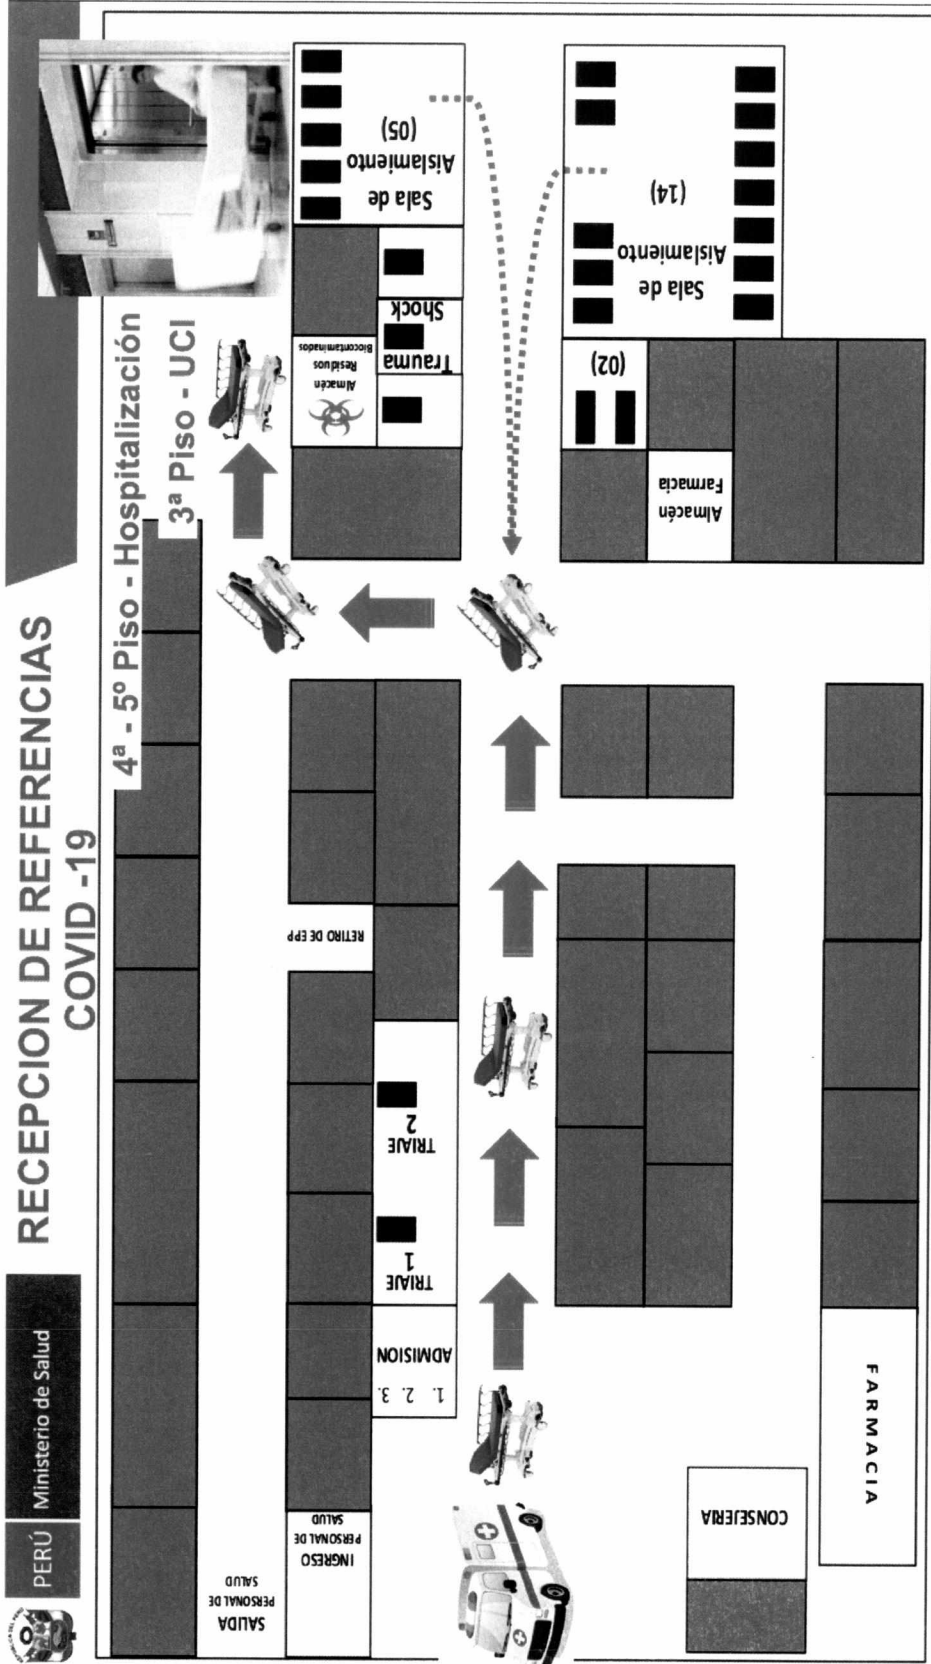 PERÚ
Ministerio de Salud
RECEPCION DE REFERENCIAS
COVID -19
4ª - 5º Piso - Hospitalización
3ª Piso - UCI
SALIDA
PERSONAL DE
SALUD
INGRESO
PERSONAL DE
SALUD
RETIRO DE EPP
ADMISION
1. 2. 3.
TRIAJE
1
TRIAJE
2
Almacén
Residuos
Biocontaminados
Trauma
Shock
Sala de
Aislamiento
(05)
Sala de
Aislamiento
(14)
(02)
Almacén
Farmacia
CONSEJERIA
FARMACIA